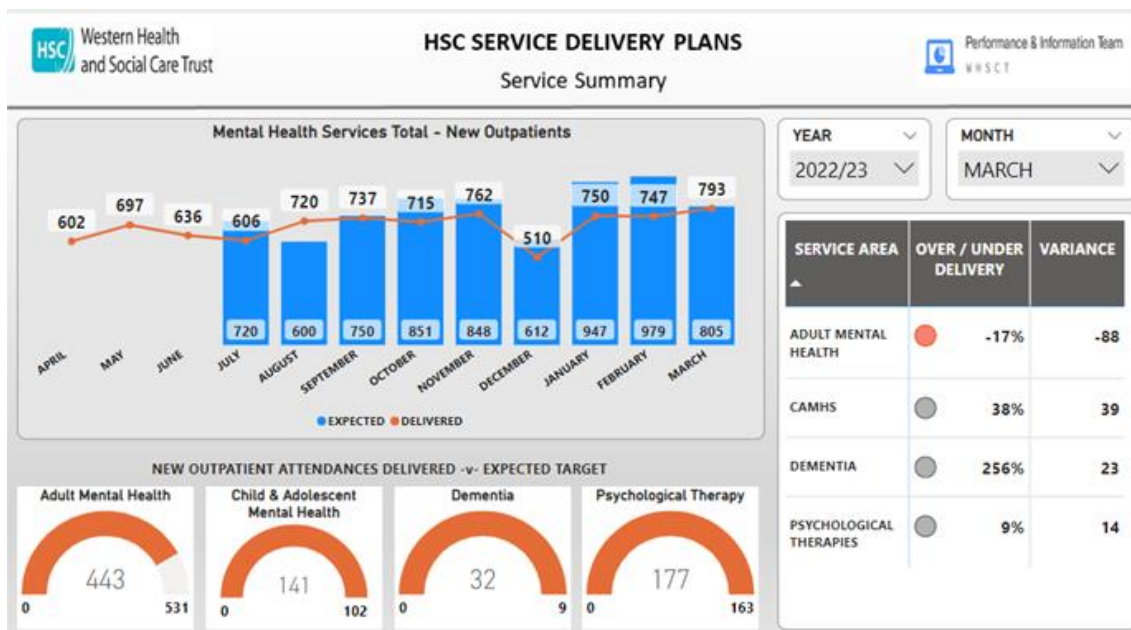 HSC Western Health
and Social Care Trust
HSC SERVICE DELIVERY PLANS
Service Summary
Performance & Information Team
WHSCT
Mental Health Services Total - New Outpatients
602 697 636 606 720 737 715 762 510 750 747 793
720 600 750 851 848 612 947 979 805
APRIL MAY JUNE JULY AUGUST SEPTEMBER OCTOBER NOVEMBER DECEMBER JANUARY FEBRUARY MARCH
EXPECTED DELIVERED
YEAR
2022/23
MONTH
MARCH
SERVICE AREA OVER / UNDER DELIVERY VARIANCE
ADULT MENTAL HEALTH -17% -88
CAMHS 38% 39
DEMENTIA 256% 23
PSYCHOLOGICAL THERAPIES 9% 14
NEW OUTPATIENT ATTENDANCES DELIVERED -v- EXPECTED TARGET
Adult Mental Health
443
0 531
Child & Adolescent
Mental Health
141
0 102
Dementia
32
0 9
Psychological Therapy
177
0 163